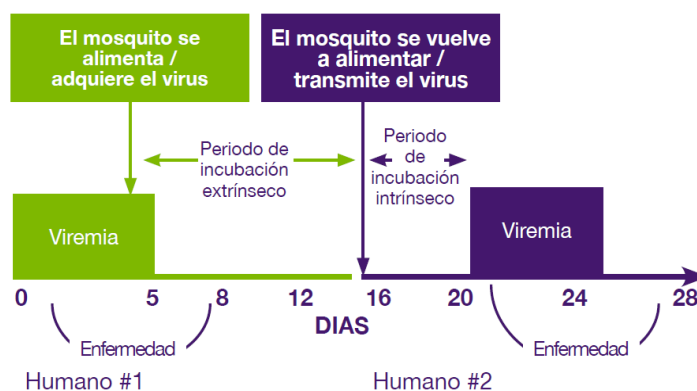 El mosquito se
alimenta /
adquiere el virus
El mosquito se vuelve
a alimentar /
transmite el virus
Periodo de
incubación
extrínseco
Periodo
de
incubación
intrínseco
Viremia
Viremia
0 5 8 12 16 20 24 28
DIAS
Enfermedad
Enfermedad
Humano #1
Humano #2